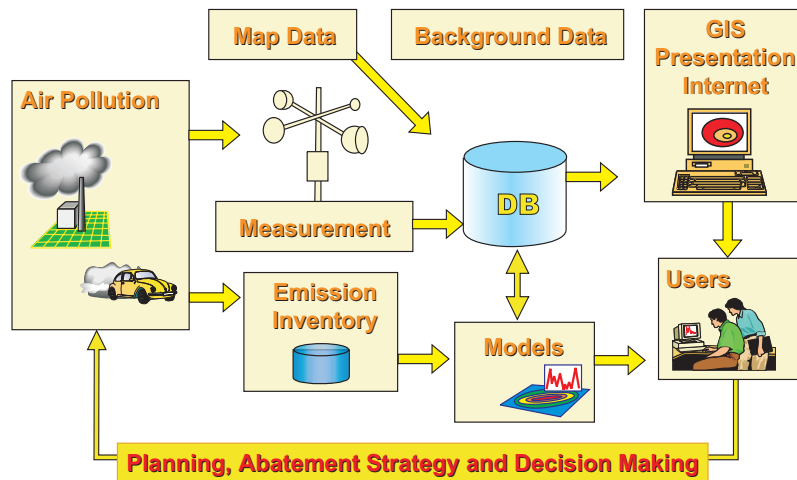 Map Data
Background Data
GIS
Presentation
Internet
Air Pollution
DB
Measurement
Emission
Inventory
Models
Users
Planning, Abatement Strategy and Decision Making